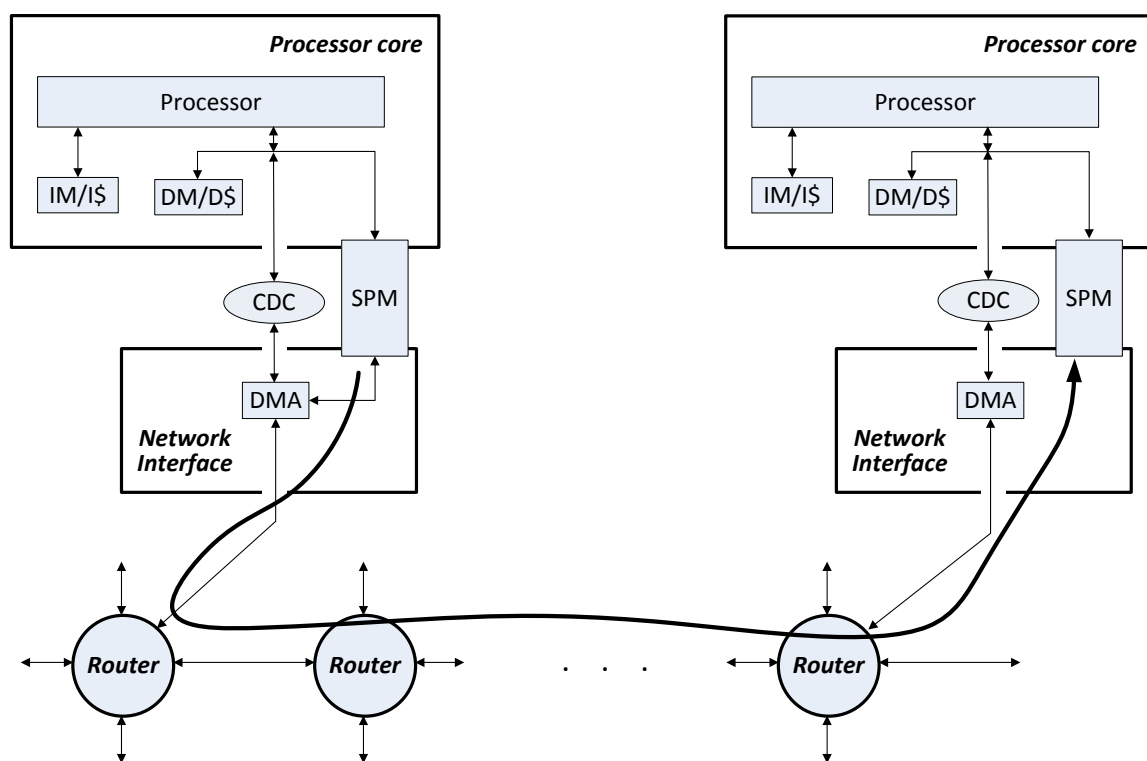 Processor core
Processor core
Processor
Processor
IM/I$
DM/D$
IM/I$
DM/D$
CDC
SPM
CDC
SPM
DMA
DMA
Network
Interface
Network
Interface
Router
Router
. . .
Router